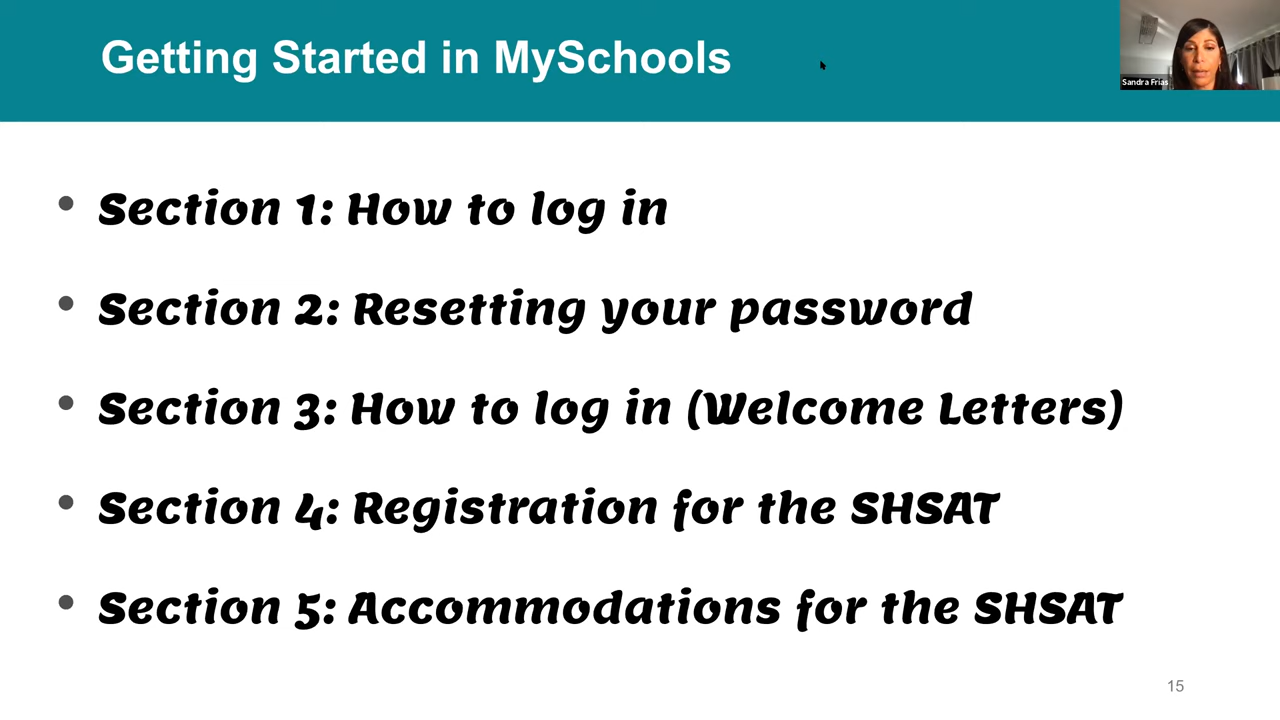 Getting Started in MySchools
Sandra Frias
• Section 1: How to log in
• Section 2: Resetting your password
• Section 3: How to log in (Welcome Letters)
• Section 4: Registration for the SHSAT
• Section 5: Accommodations for the SHSAT
15